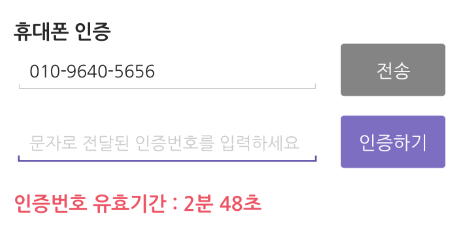 휴대폰 인증
010-9640-5656
전송
문자로 전달된 인증번호를 입력하세요
인증하기
인증번호 유효기간 : 2분 48초